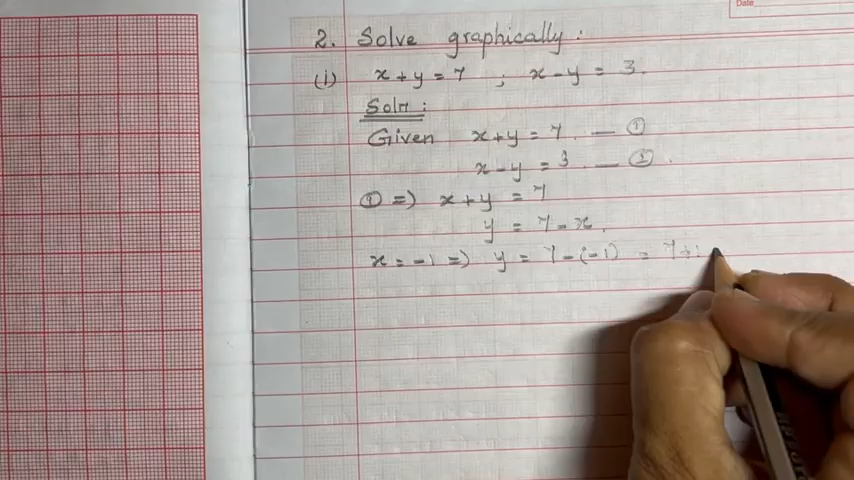 Date
2. Solve graphically:
(i) x+y = 7 ; x-y = 3.
Soln:
Given x+y = 7. — ①
x-y = 3. — ②.
① => x+y = 7
y = 7-x.
x = -1 => y = 7-(-1) = 7+1